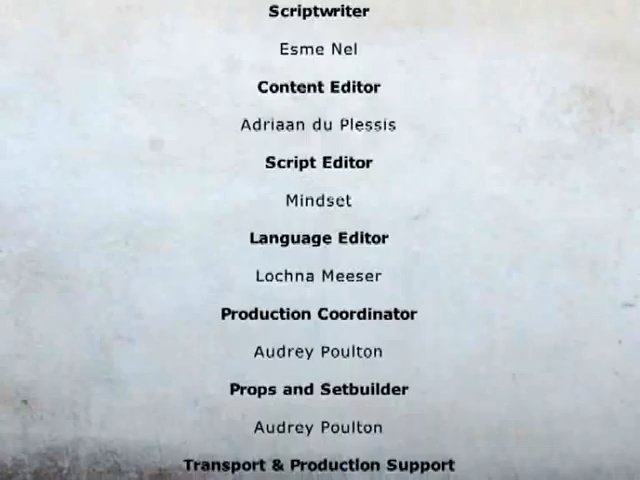 Scriptwriter
Esme Nel
Content Editor
Adriaan du Plessis
Script Editor
Mindset
Language Editor
Lochna Meeser
Production Coordinator
Audrey Poulton
Props and Setbuilder
Audrey Poulton
Transport & Production Support